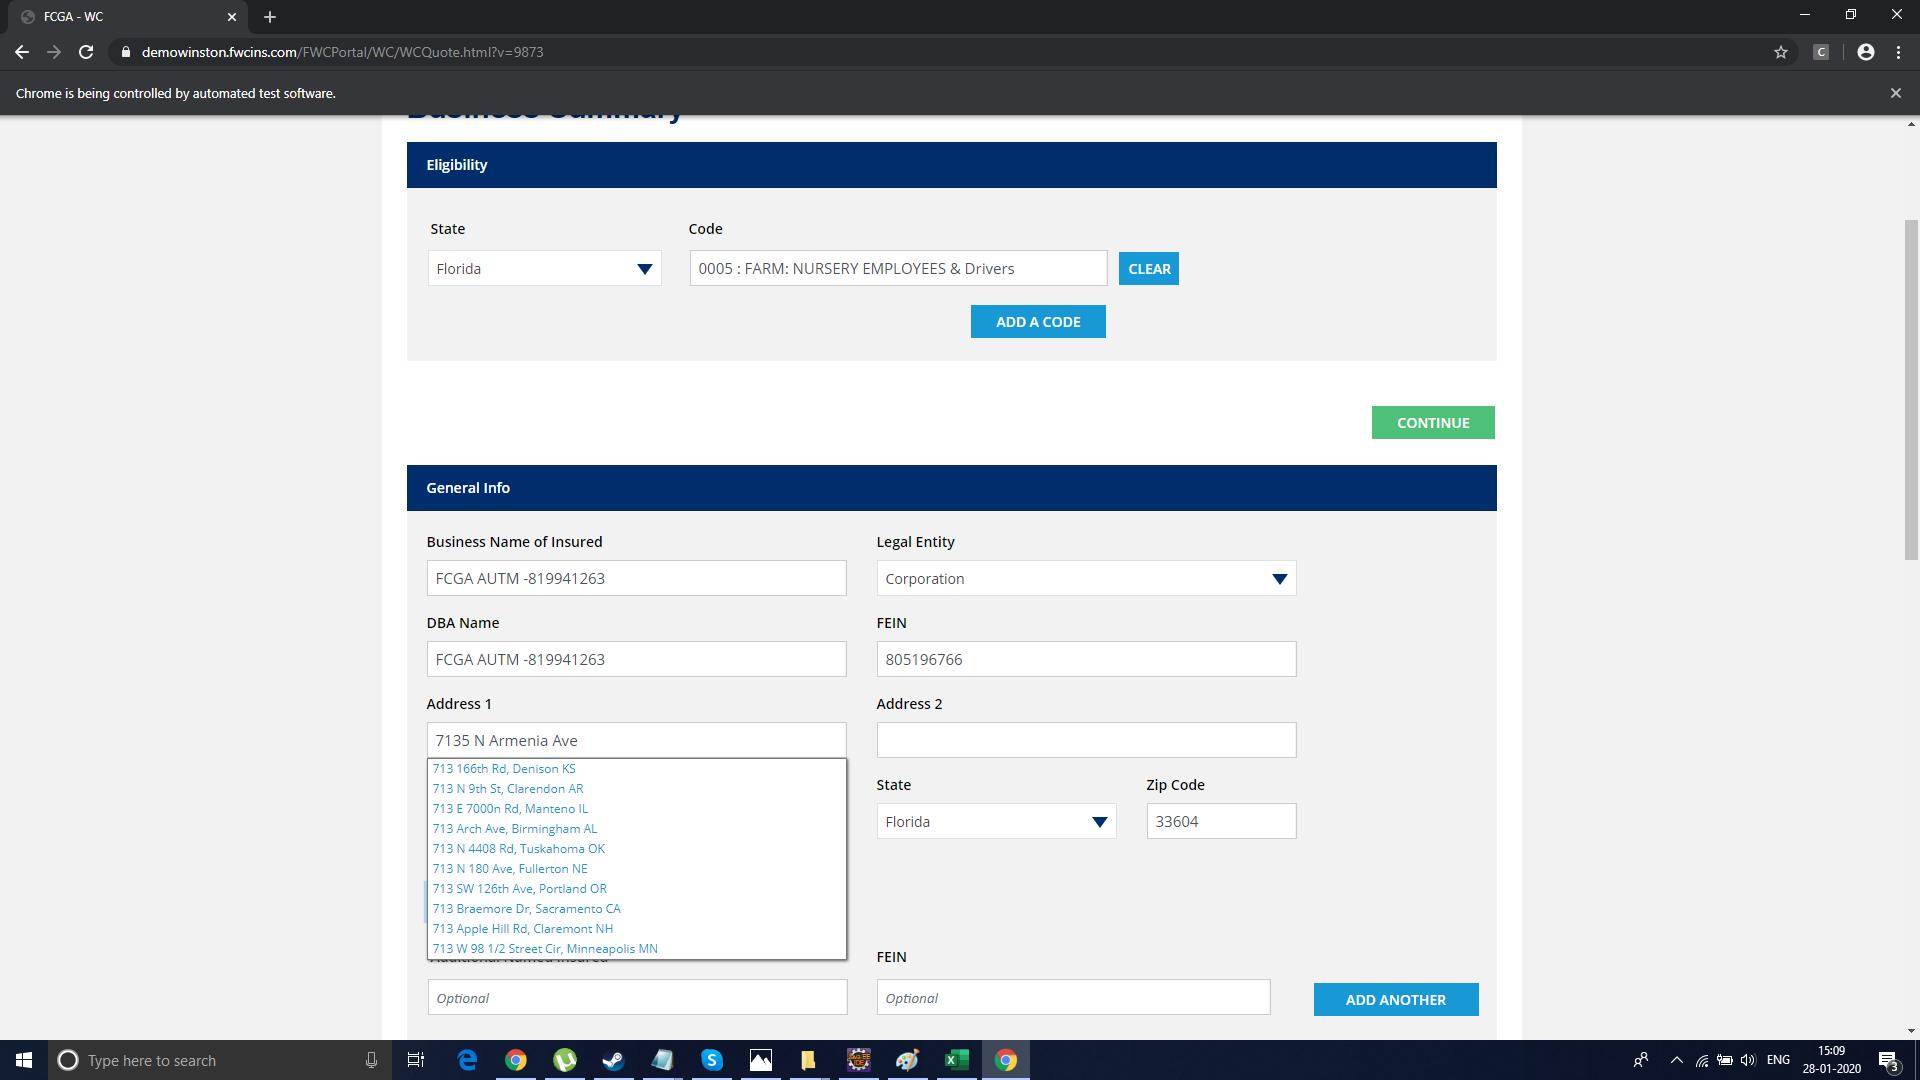 FCGA - WC
demowinston.fwcins.com/FWCPortal/WC/WCQuote.html?v=9873
C
Chrome is being controlled by automated test software.
Business Summary
Eligibility
State
Code
Florida
0005 : FARM: NURSERY EMPLOYEES & Drivers
CLEAR
ADD A CODE
CONTINUE
General Info
Business Name of Insured
Legal Entity
FCGA AUTM -819941263
Corporation
DBA Name
FEIN
FCGA AUTM -819941263
805196766
Address 1
Address 2
7135 N Armenia Ave
713 166th Rd, Denison KS
713 N 9th St, Clarendon AR
713 E 7000n Rd, Manteno IL
713 Arch Ave, Birmingham AL
713 N 4408 Rd, Tuskahoma OK
713 N 180 Ave, Fullerton NE
713 SW 126th Ave, Portland OR
713 Braemore Dr, Sacramento CA
713 Apple Hill Rd, Claremont NH
713 W 98 1/2 Street Cir, Minneapolis MN
State
Zip Code
Florida
33604
Additional Named Insured
FEIN
Optional
Optional
ADD ANOTHER
Type here to search
ENG
15:09
28-01-2020
3